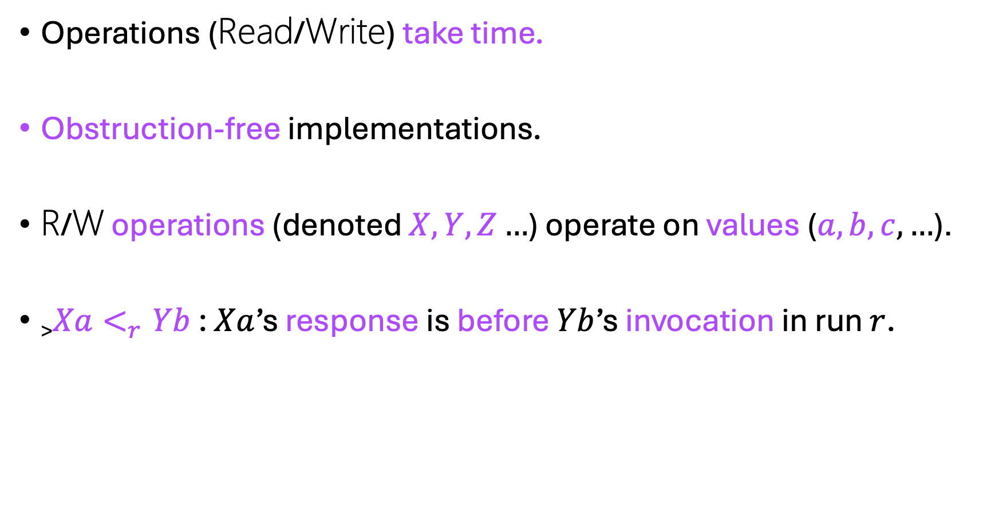 • Operations (Read/Write) take time.
• Obstruction-free implementations.
• R/W operations (denoted X, Y, Z ...) operate on values (a, b, c, ...).
• >Xa <r Yb : Xa’s response is before Yb’s invocation in run r.